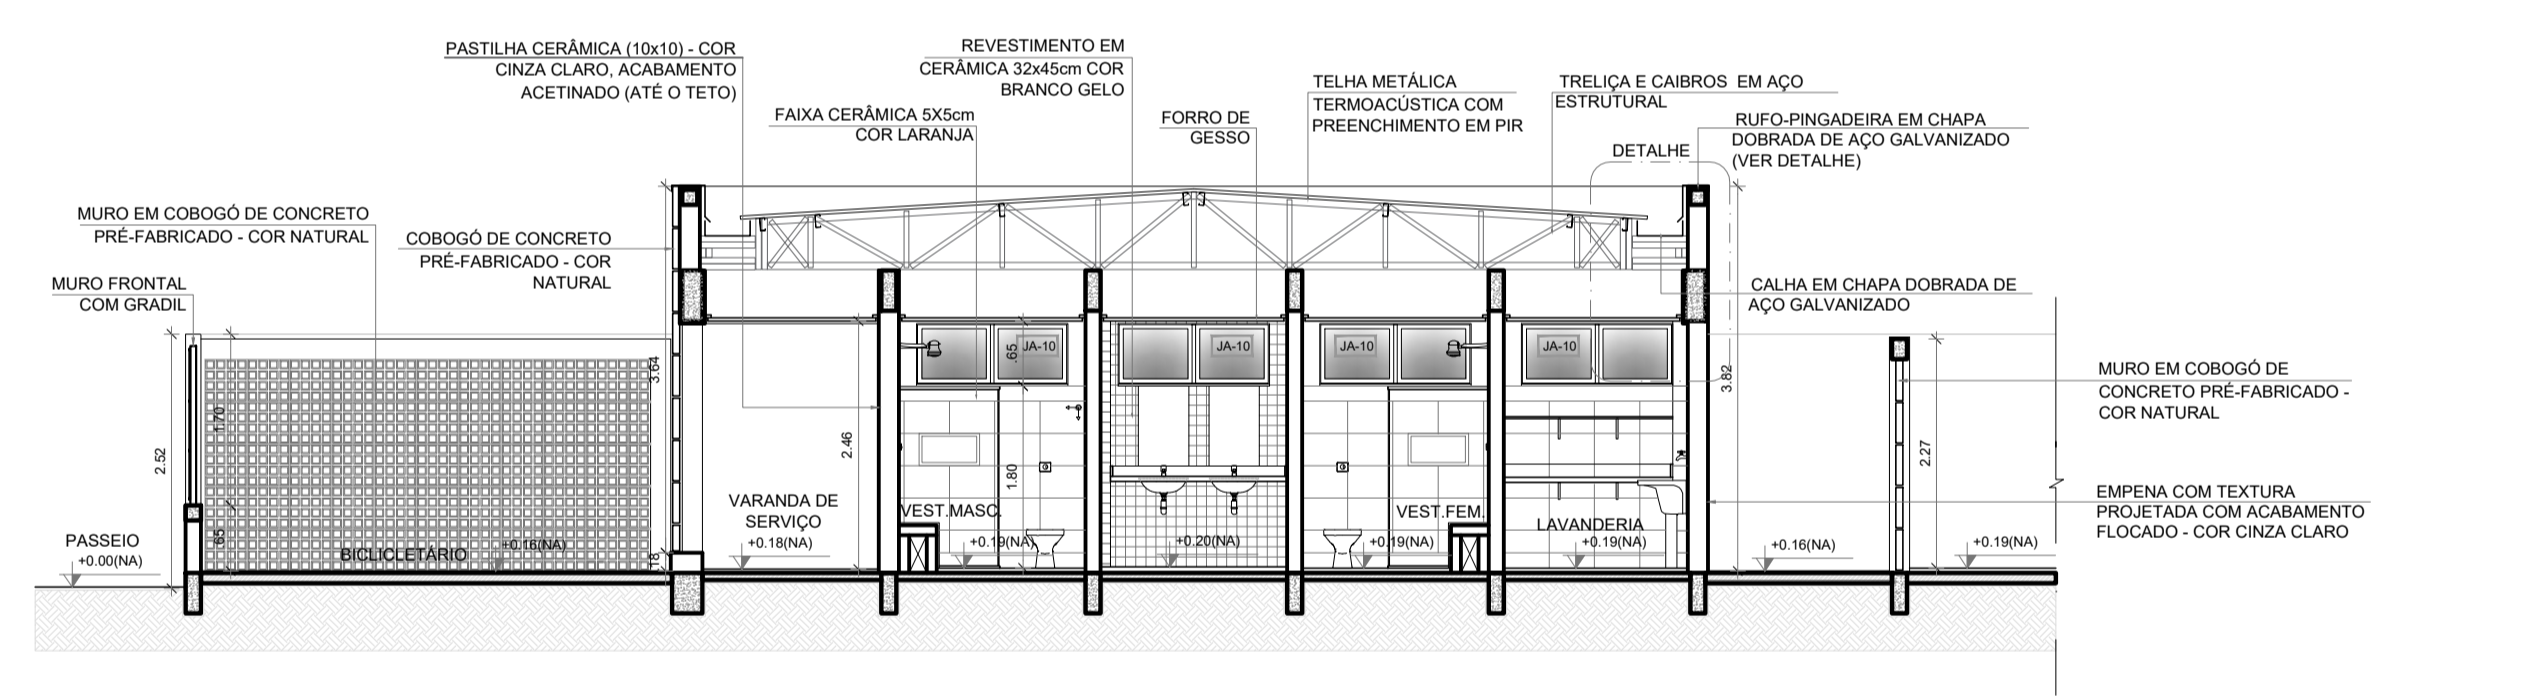 PASTILHA CERÂMICA (10x10) - COR
CINZA CLARO, ACABAMENTO
ACETINADO (ATÉ O TETO)
REVESTIMENTO EM
CERÂMICA 32x45cm COR
BRANCO GELO
FAIXA CERÂMICA 5X5cm
COR LARANJA
FORRO DE
GESSO
TELHA METÁLICA
TERMOACÚSTICA COM
PREENCHIMENTO EM PIR
TRELIÇA E CAIBROS EM AÇO
ESTRUTURAL
DETALHE
RUFO-PINGADEIRA EM CHAPA
DOBRADA DE AÇO GALVANIZADO
(VER DETALHE)
MURO EM COBOGÓ DE CONCRETO
PRÉ-FABRICADO - COR NATURAL
COBOGÓ DE CONCRETO
PRÉ-FABRICADO - COR
NATURAL
MURO FRONTAL
COM GRADIL
CALHA EM CHAPA DOBRADA DE
AÇO GALVANIZADO
JA-10
JA-10
JA-10
JA-10
.65
3.64
3.82
1.70
2.52
2.46
1.80
2.27
.65
.18
MURO EM COBOGÓ DE
CONCRETO PRÉ-FABRICADO -
COR NATURAL
EMPENA COM TEXTURA
PROJETADA COM ACABAMENTO
FLOCADO - COR CINZA CLARO
PASSEIO
+0.00(NA)
BICLICLETÁRIO
+0.16(NA)
VARANDA DE
SERVIÇO
+0.18(NA)
VEST.MASC.
+0.19(NA)
+0.20(NA)
VEST.FEM.
+0.19(NA)
LAVANDERIA
+0.19(NA)
+0.16(NA)
+0.19(NA)